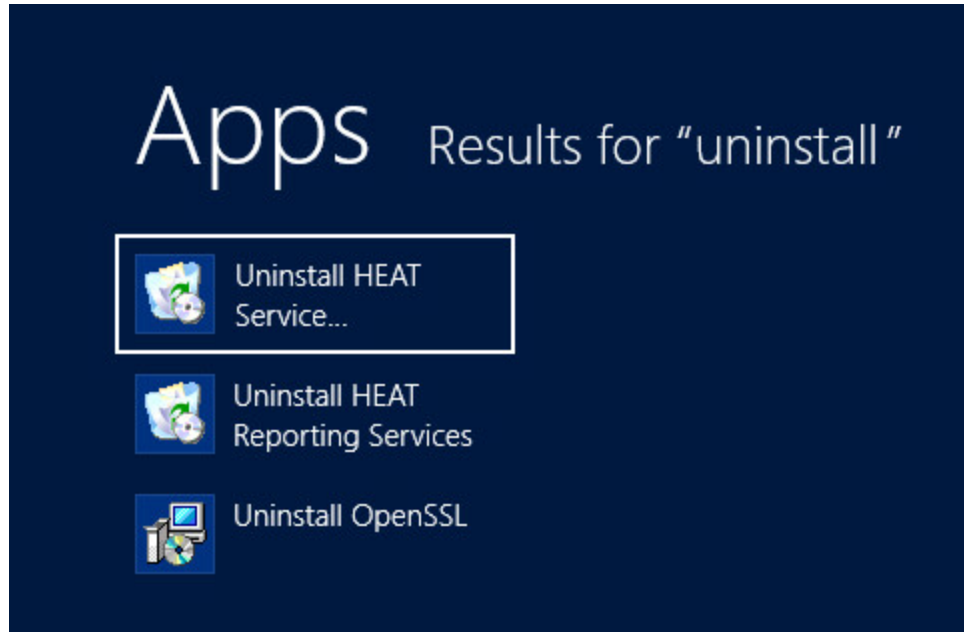 Apps Results for “uninstall”
Uninstall HEAT
Service...
Uninstall HEAT
Reporting Services
Uninstall OpenSSL